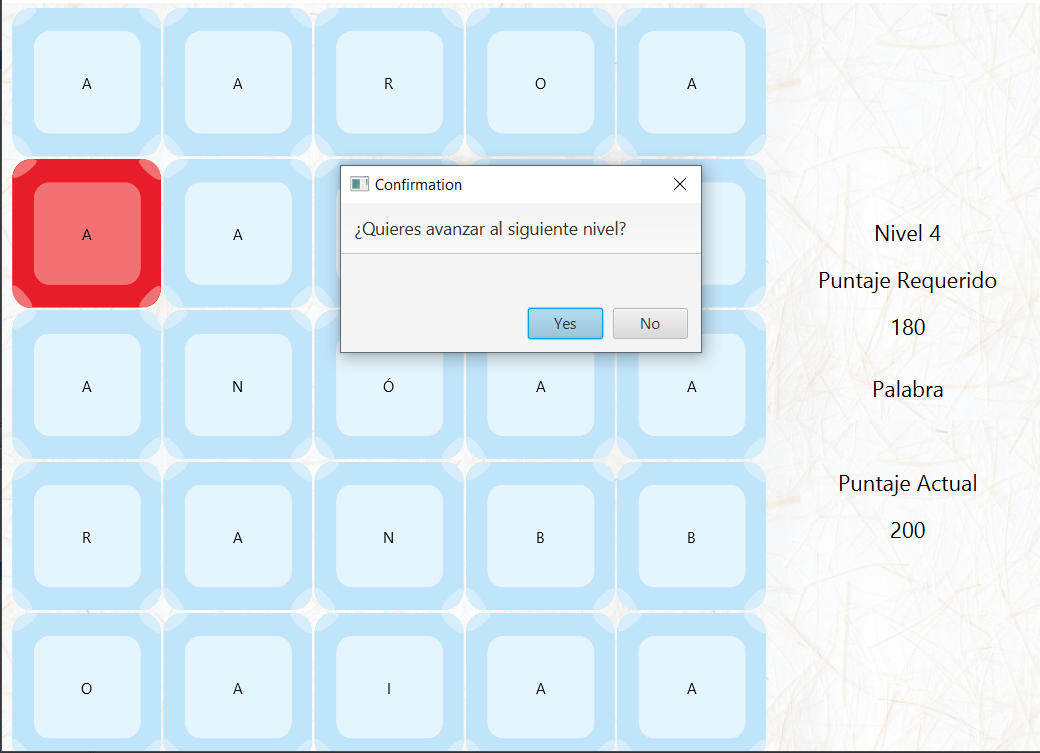 A A R O A
Confirmation
¿Quieres avanzar al siguiente nivel?
Yes No
A A
A N Ó A A
R A N B B
O A I A A
Nivel 4
Puntaje Requerido
180
Palabra
Puntaje Actual
200